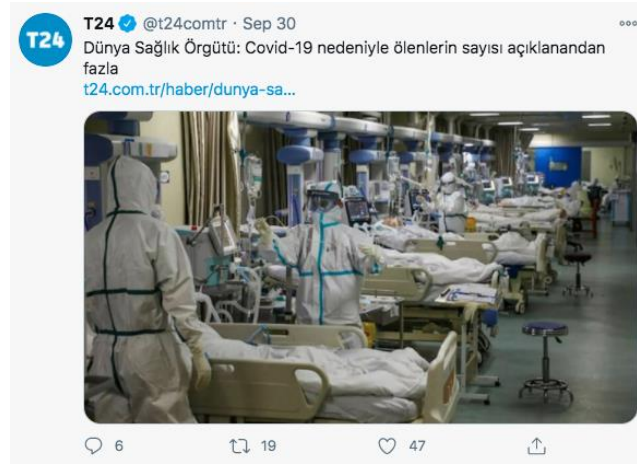 T24
T24 @t24comtr · Sep 30
Dünya Sağlık Örgütü: Covid-19 nedeniyle ölenlerin sayısı açıklanandan
fazla
t24.com.tr/haber/dunya-sa...
6 19 47